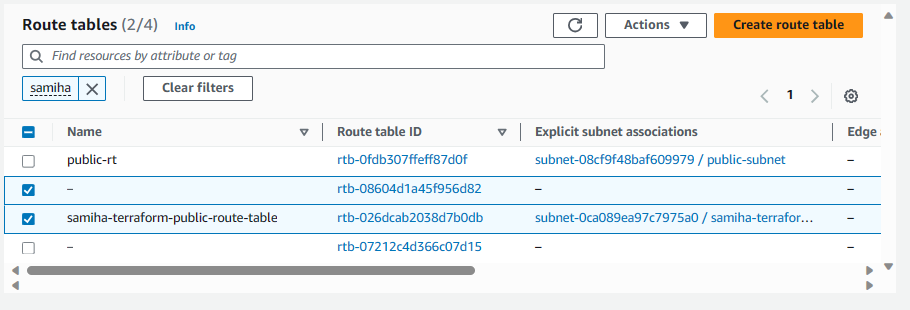 Route tables (2/4) Info Actions Create route table
Find resources by attribute or tag
samiha Clear filters
1
Name Route table ID Explicit subnet associations Edge a
public-rt rtb-0fdb307ffeff87d0f subnet-08cf9f48baf609979 / public-subnet –
– rtb-08604d1a45f956d82 – –
samiha-terraform-public-route-table rtb-026dcab2038d7b0db subnet-0ca089ea97c7975a0 / samiha-terrafor... –
– rtb-07212c4d366c07d15 – –